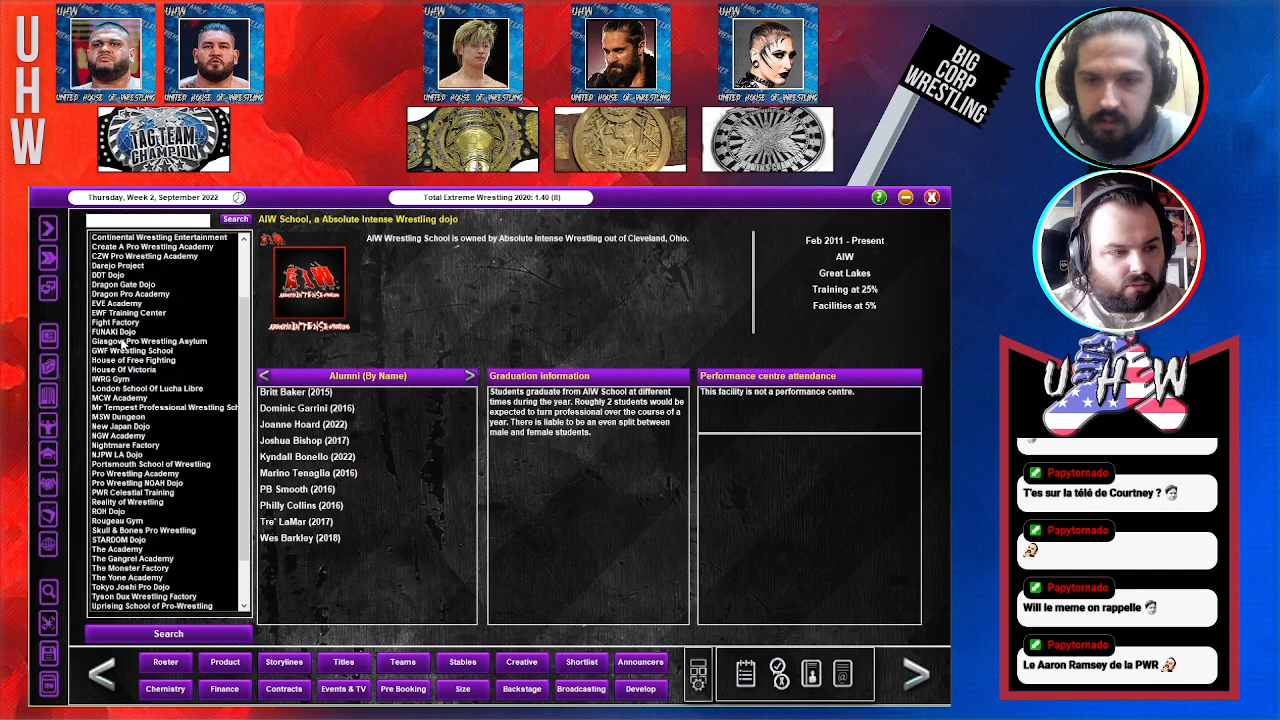 UHW
UHW
UHW
UHW
UHW
UHW
UNITED HOUSE OF WRESTLING
UNITED HOUSE OF WRESTLING
UNITED HOUSE OF WRESTLING
UNITED HOUSE OF WRESTLING
UNITED HOUSE OF WRESTLING
TAG TEAM
CHAMPION
BIG
CORP
WRESTLING
Thursday, Week 2, September 2022
Total Extreme Wrestling 2020: 1.40 (II)
Search
AIW School, a Absolute Intense Wrestling dojo
Continental Wrestling Entertainment
Create A Pro Wrestling Academy
CZW Pro Wrestling Academy
Darejo Project
DDT Dojo
Dragon Gate Dojo
Dragon Pro Academy
EVE Academy
EWF Training Center
Fight Factory
FUNAKI Dojo
Glasgow Pro Wrestling Asylum
GWF Wrestling School
House of Free Fighting
House Of Victoria
IWRG Gym
London School Of Lucha Libre
MCW Academy
Mr Tempest Professional Wrestling Sch
MSW Dungeon
New Japan Dojo
NGW Academy
Nightmare Factory
NJPW LA Dojo
Portsmouth School of Wrestling
Pro Wrestling Academy
Pro Wrestling NOAH Dojo
PWR Celestial Training
Reality of Wrestling
ROH Dojo
Rougeau Gym
Skull & Bones Pro Wrestling
STARDOM Dojo
The Academy
The Gangrel Academy
The Monster Factory
The Yone Academy
Tokyo Joshi Pro Dojo
Tyson Dux Wrestling Factory
Uprising School of Pro-Wrestling
Search
AIW
AIW
ABSOLUTE INTENSE WRESTLING
AIW Wrestling School is owned by Absolute Intense Wrestling out of Cleveland, Ohio.
Feb 2011 - Present
AIW
Great Lakes
Training at 25%
Facilities at 5%
Alumni (By Name)
Britt Baker (2015)
Dominic Garrini (2016)
Joanne Hoard (2022)
Joshua Bishop (2017)
Kyndall Bonello (2022)
Marino Tenaglia (2016)
PB Smooth (2016)
Philly Collins (2016)
Tre` LaMar (2017)
Wes Barkley (2018)
Graduation information
Students graduate from AIW School at different
times during the year. Roughly 2 students would be
expected to turn professional over the course of a
year. There is liable to be an even split between
male and female students.
Performance centre attendance
This facility is not a performance centre.
Roster
Product
Storylines
Titles
Teams
Stables
Creative
Shortlist
Announcers
Chemistry
Finance
Contracts
Events & TV
Pre Booking
Size
Backstage
Broadcasting
Develop
USHEW
Papytornado
T'es sur la télé de Courtney ?
Papytornado
Papytornado
Will le meme on rappelle
Papytornado
Le Aaron Ramsey de la PWR